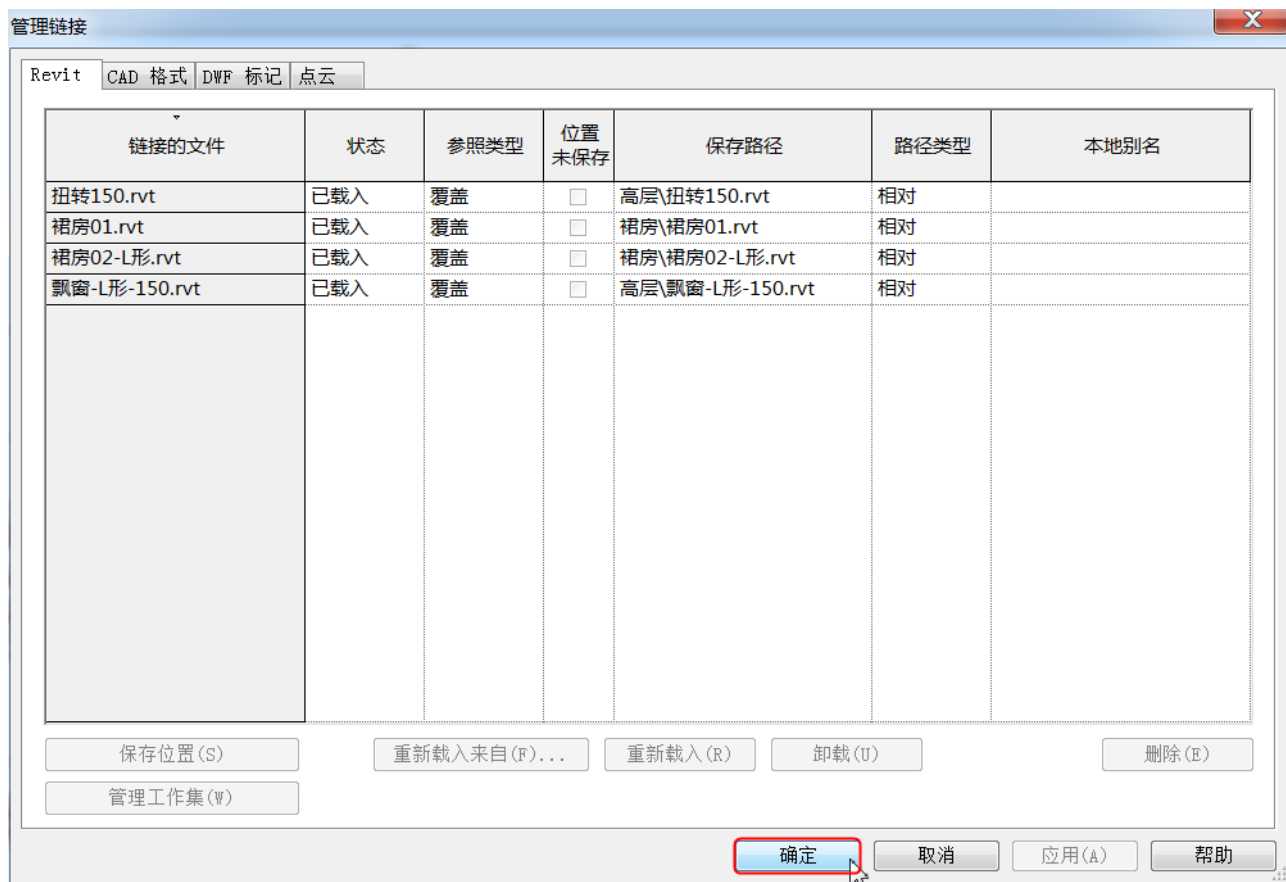 管理链接
Revit CAD 格式 DWF 标记 点云
链接的文件 状态 参照类型 位置未保存 保存路径 路径类型 本地别名
扭转150.rvt 已载入 覆盖 高层\扭转150.rvt 相对
裙房01.rvt 已载入 覆盖 裙房\裙房01.rvt 相对
裙房02-L形.rvt 已载入 覆盖 裙房\裙房02-L形.rvt 相对
飘窗-L形-150.rvt 已载入 覆盖 高层\飘窗-L形-150.rvt 相对
保存位置(S) 重新载入来自(F)... 重新载入(R) 卸载(U) 删除(E)
管理工作集(W)
确定 取消 应用(A) 帮助